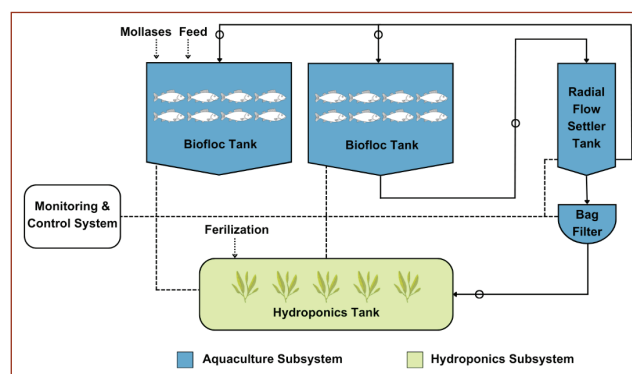 Mollases Feed
Biofloc Tank
Biofloc Tank
Radial
Flow
Settler
Tank
Monitoring &
Control System
Bag
Filter
Ferilization
Hydroponics Tank
Aquaculture Subsystem
Hydroponics Subsystem